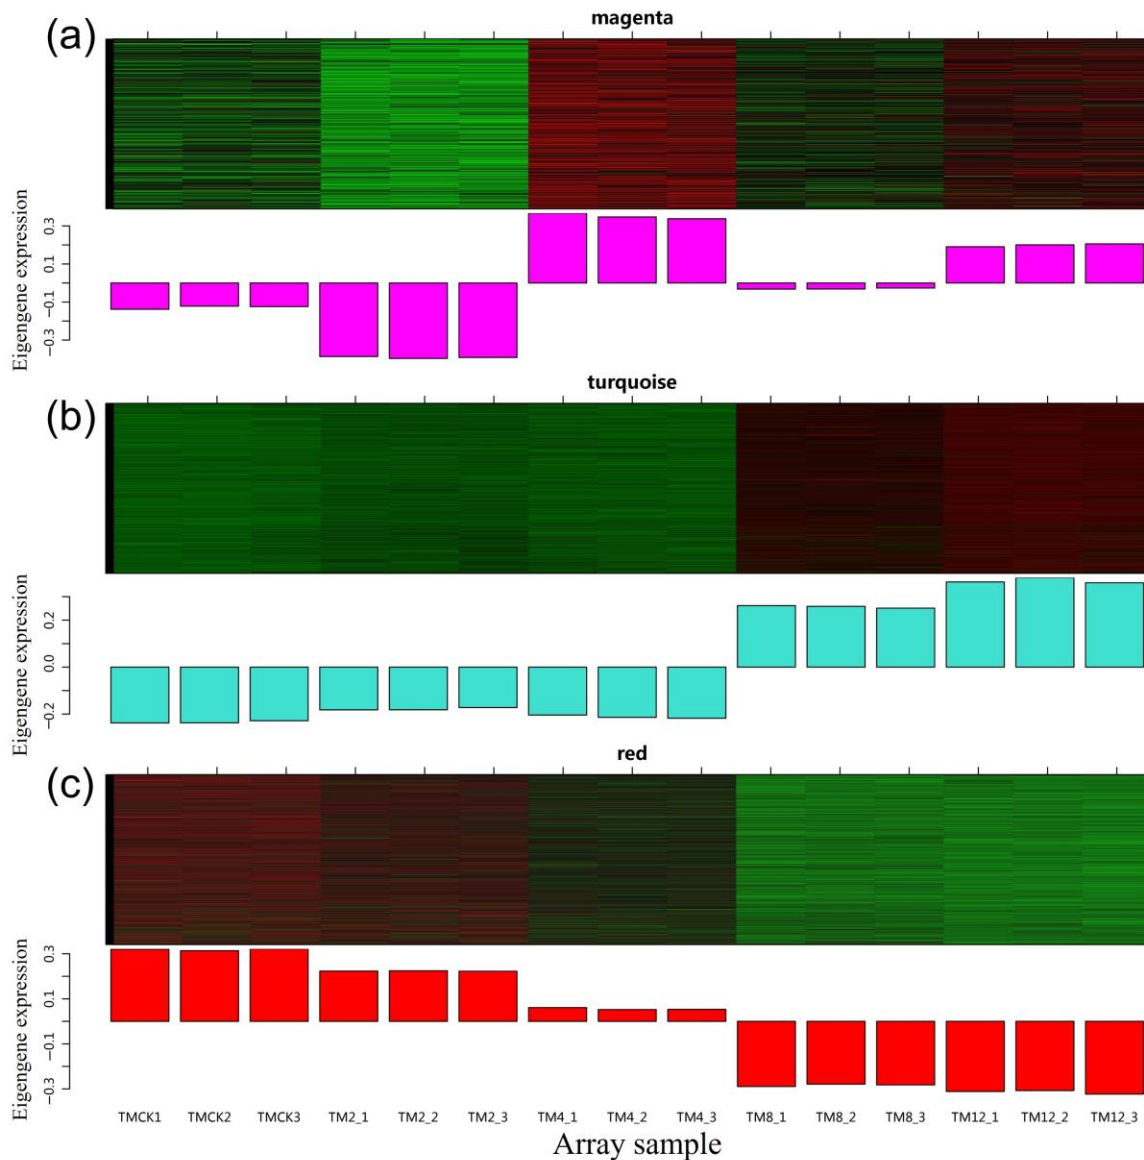 (a)
magenta
Eigengene expression
0.3
0.1
−0.1
−0.3
(b)
turquoise
Eigengene expression
0.2
0.0
−0.2
(c)
red
Eigengene expression
0.3
0.1
−0.1
−0.3
TMCK1 TMCK2 TMCK3 TM2_1 TM2_2 TM2_3 TM4_1 TM4_2 TM4_3 TM8_1 TM8_2 TM8_3 TM12_1 TM12_2 TM12_3
Array sample